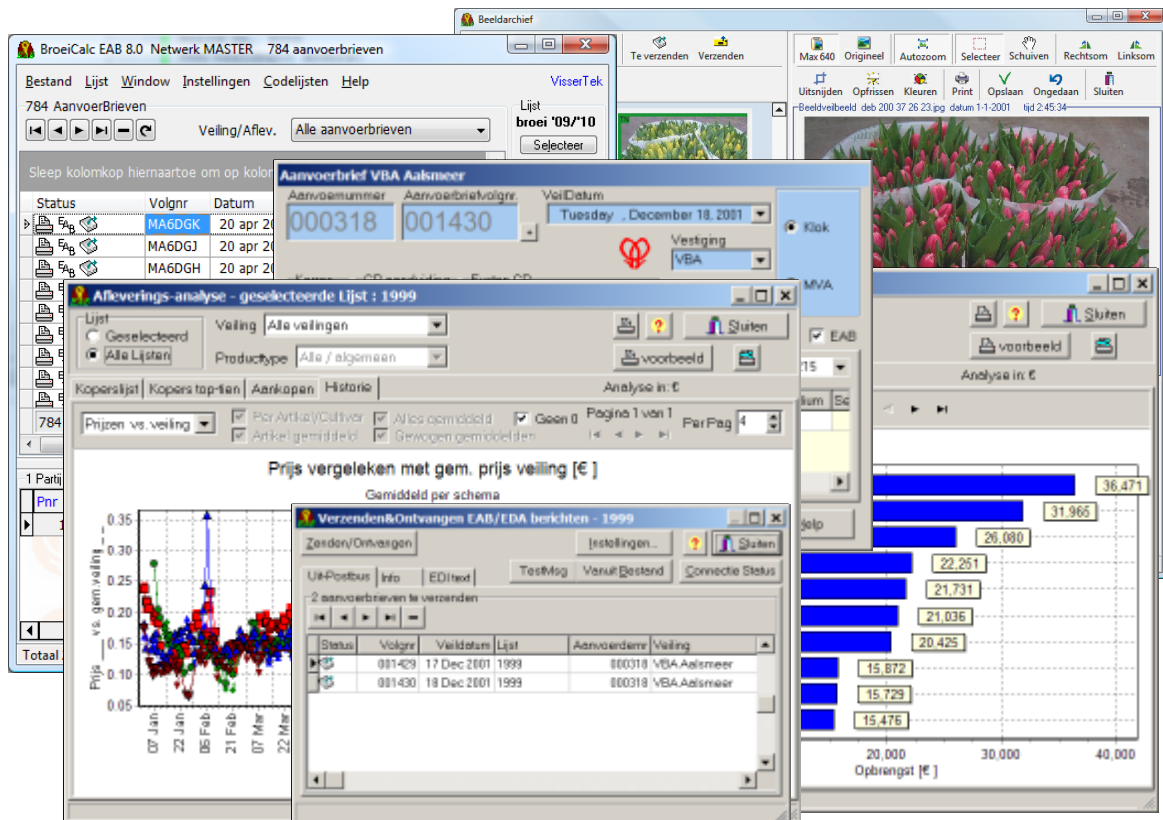 Beeldarchief
BroeiCalc EAB 8.0 Netwerk MASTER 784 aanvoerbrieven
Bestand Lijst Window Instellingen Codelijsten Help VisserTek
784 AanvoerBrieven
Veiling/Aflev. Alle aanvoerbrieven
Lijst
broei '09/'10
Selecteer
Sleep kolomkop hiernaartoe om op kolon
Status Volgnr Datum
MA6DGK 20 apr 20
MA6DGJ 20 apr 20
MA6DGH 20 apr 20
784
1 Partij
Pnr
1
Totaal
Te verzenden Verzenden
Max 640 Origineel Autozoom Selecteer Schuiven Rechtsom Linksom
Uitsnijden Opfrissen Kleuren Print Opslaan Ongedaan Sluiten
Beeldveilbeeld deb 200 37 26 23.jpg datum 1-1-2001 tijd 2:45:34
Aanvoerbrief VBA Aalsmeer
Aanvoernummer Aanvoerbriefvolgnr. VeilDatum
000318 001430 Tuesday , December 18, 2001
Vestiging
VBA
Klok
MVA
EAB
215
Help
Afleverings-analyse - geselecteerde Lijst : 1999
Lijst
Geselecteerd
Alle Lijsten
Veiling Alle veilingen
Producttype Alle / algemeen
Sluiten
voorbeeld
Koperslijst Kopers top-tien Aankopen Historie Analyse in: €
Prijzen vs. veiling
Per Artikel/Cultivar Alles gemiddeld Geen 0 Pagina 1 van 1 Per Pag 4
Artikel gemiddeld Gewogen gemiddelden
Prijs vergeleken met gem. prijs veiling [€ ]
Gemiddeld per schema
Prijs vs. gem.veiling
0.35
0.30
0.25
0.20
0.15
0.10
0.05
07 Jan
22 Jan
06 Feb
21 Feb
07 Mar
22 Mar
Verzenden&Ontvangen EAB/EDA berichten - 1999
Zenden/Ontvangen Instellingen... Sluiten
Uit-Postbus Info EDI text TestMsg Vanuit Bestand Connectie Status
2 aanvoerbrieven te verzenden
Status Volgnr Veildatum Lijst Aanvoerdernr Veiling
001429 17 Dec 2001 1999 000318 VBA Aalsmeer
001430 18 Dec 2001 1999 000318 VBA Aalsmeer
Sluiten
voorbeeld
Analyse in: €
36,471
31,965
26,080
22,251
21,731
21,036
20,425
15,872
15,729
15,476
20,000 30,000 40,000
Opbrengst [€ ]